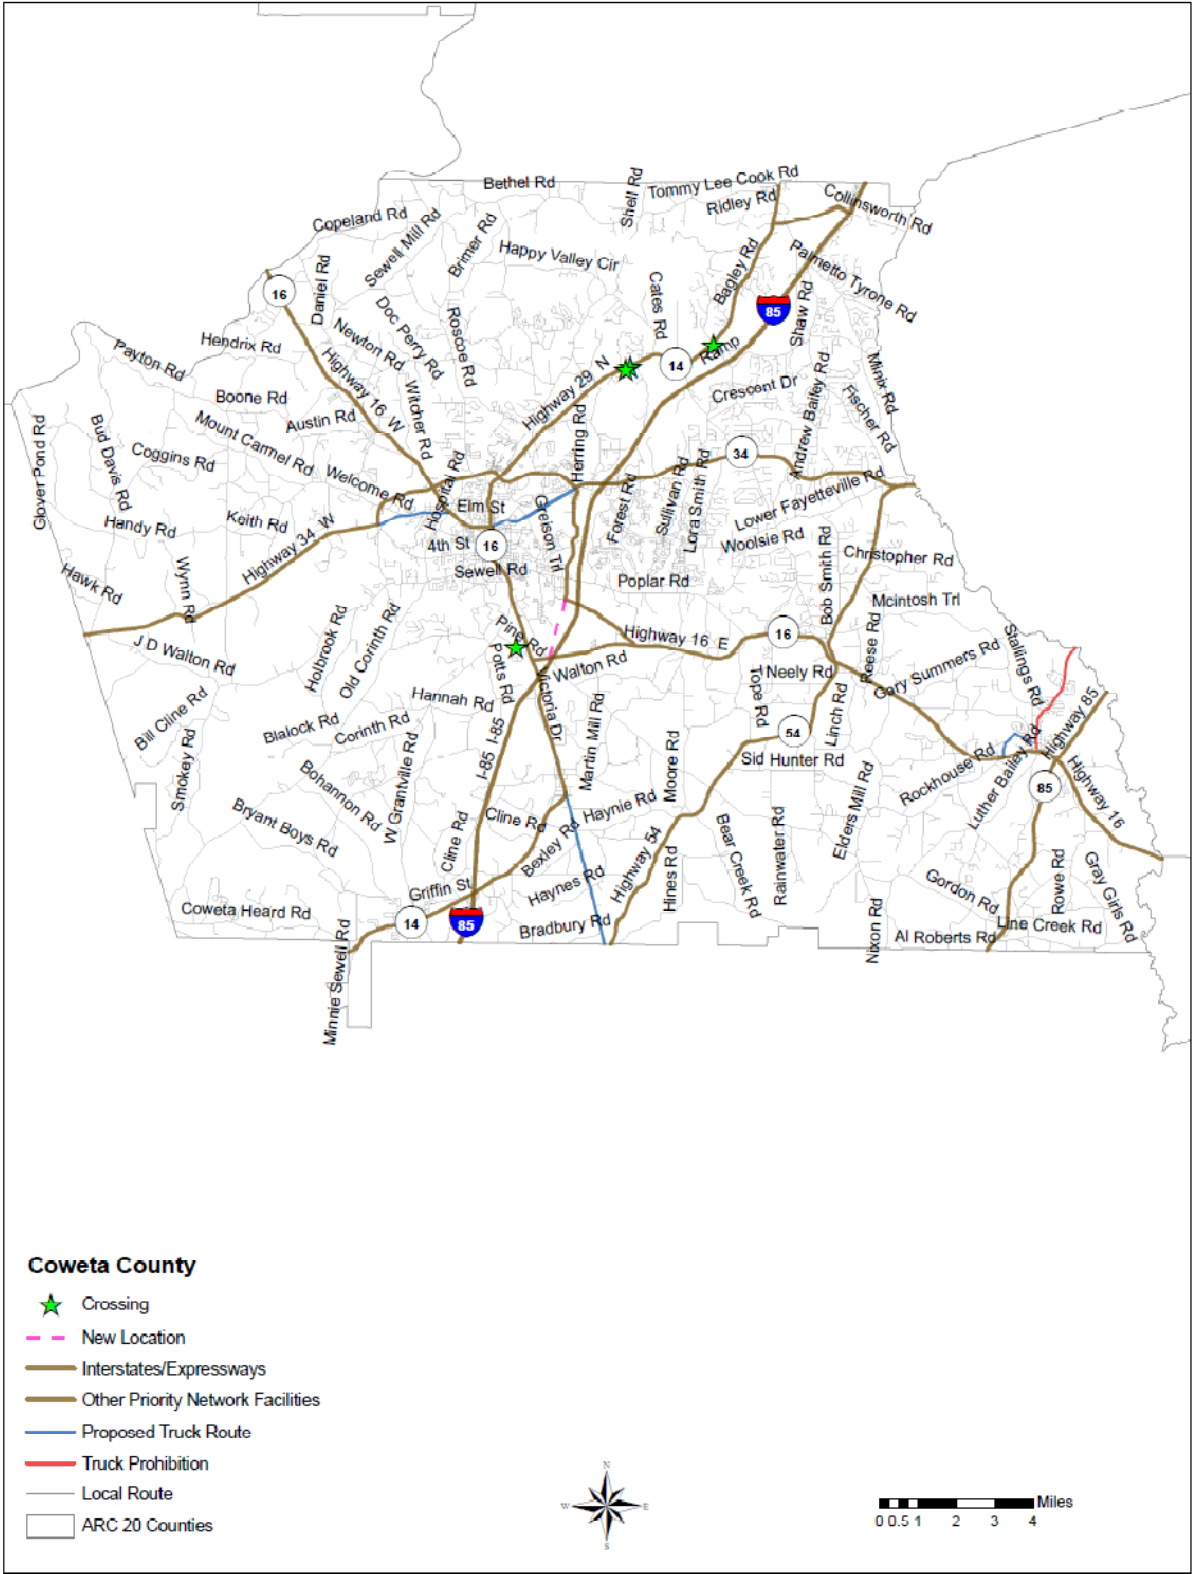 Bethel Rd
Shell Rd
Tommy Lee Cook Rd
Ridley Rd
Collinsworth Rd
Copeland Rd
Sewell Mill Rd
Brimer Rd
Happy Valley Cir
Bagley Rd
Palmetto Tyrone Rd
16
Daniel Rd
Cates Rd
85
Shaw Rd
Doc Perry Rd
Roscoe Rd
Hendrix Rd
Newton Rd
Payton Rd
Highway 16 W
Highway 29 N
14
Ramp
Minix Rd
Boone Rd
Witcher Rd
Crescent Dr
Andrew Bailey Rd
Fischer Rd
Glover Pond Rd
Bud Davis Rd
Mount Carmel Rd
Austin Rd
Herring Rd
34
Coggins Rd
Welcome Rd
Hospital Rd
Sullivan Rd
Lora Smith Rd
Forest Rd
Lower Fayetteville Rd
Handy Rd
Keith Rd
Highway 34 W
Elm St
Greison Trl
4th St
16
Woolsie Rd
Bob Smith Rd
Christopher Rd
Hawk Rd
Wynn Rd
Sewell Rd
Poplar Rd
Mcintosh Trl
J D Walton Rd
Holbrook Rd
Old Corinth Rd
Pine Rd
Potts Rd
Highway 16 E
16
Reese Rd
Stallings Rd
Walton Rd
Neely Rd
Gary Summers Rd
Bill Cline Rd
Hannah Rd
Victoria Dr
Tope Rd
Linch Rd
Blalock Rd
Corinth Rd
I-85
I-85
Martin Mill Rd
Moore Rd
54
Sid Hunter Rd
Highway 85
Smokey Rd
Bohannon Rd
W Grantville Rd
Rockhouse Rd
Luther Bailey Rd
85
Highway 16
Bryant Boys Rd
Cline Rd
Cline Rd
Bexley Rd
Haynie Rd
Highway 54
Bear Creek Rd
Rainwater Rd
Elders Mill Rd
Griffin St
Haynes Rd
Hines Rd
Gordon Rd
Rowe Rd
Gray Girls Rd
Coweta Heard Rd
14
85
Bradbury Rd
Nixon Rd
Al Roberts Rd
Line Creek Rd
Minnie Sewell Rd
Coweta County
Crossing
New Location
Interstates/Expressways
Other Priority Network Facilities
Proposed Truck Route
Truck Prohibition
Local Route
ARC 20 Counties
N
W
E
S
Miles
0 0.5 1 2 3 4